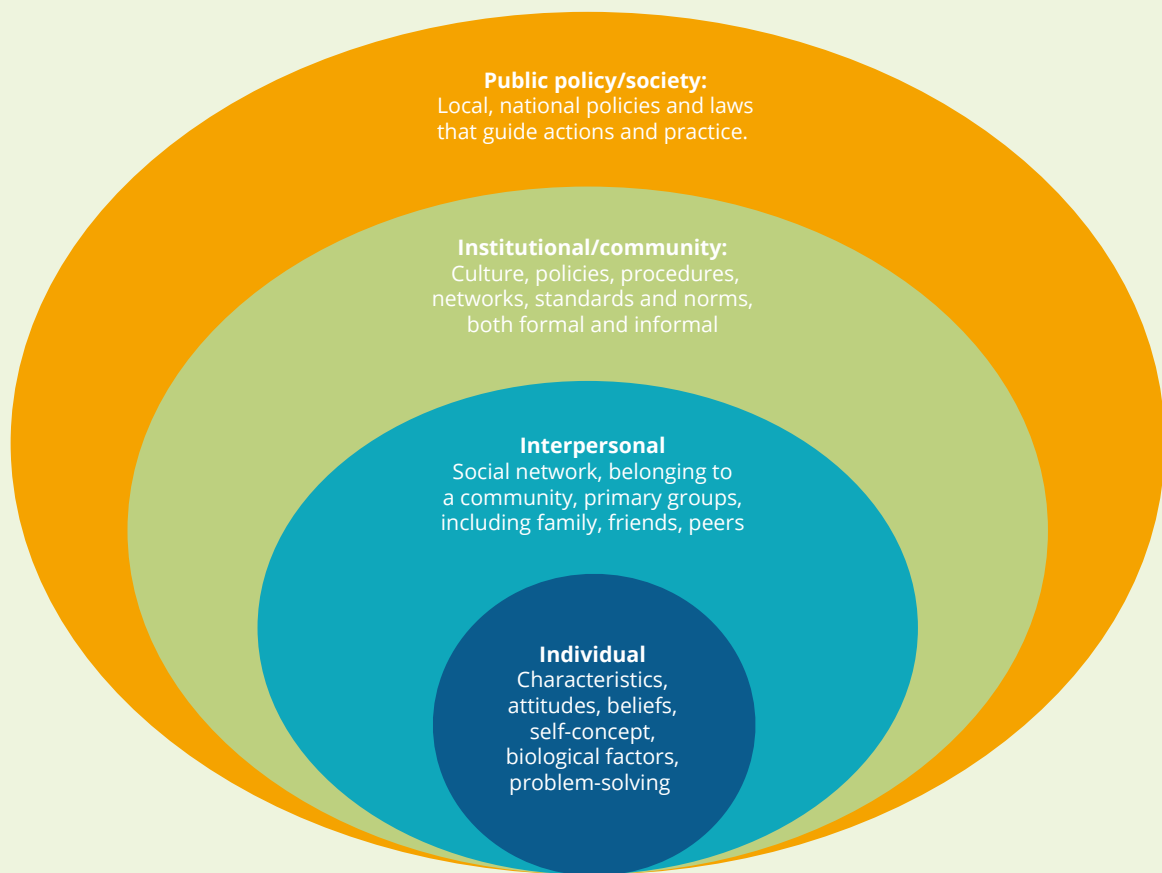 Public policy/society:
Local, national policies and laws
that guide actions and practice.
Institutional/community:
Culture, policies, procedures,
networks, standards and norms,
both formal and informal
Interpersonal
Social network, belonging to
a community, primary groups,
including family, friends, peers
Individual
Characteristics,
attitudes, beliefs,
self-concept,
biological factors,
problem-solving